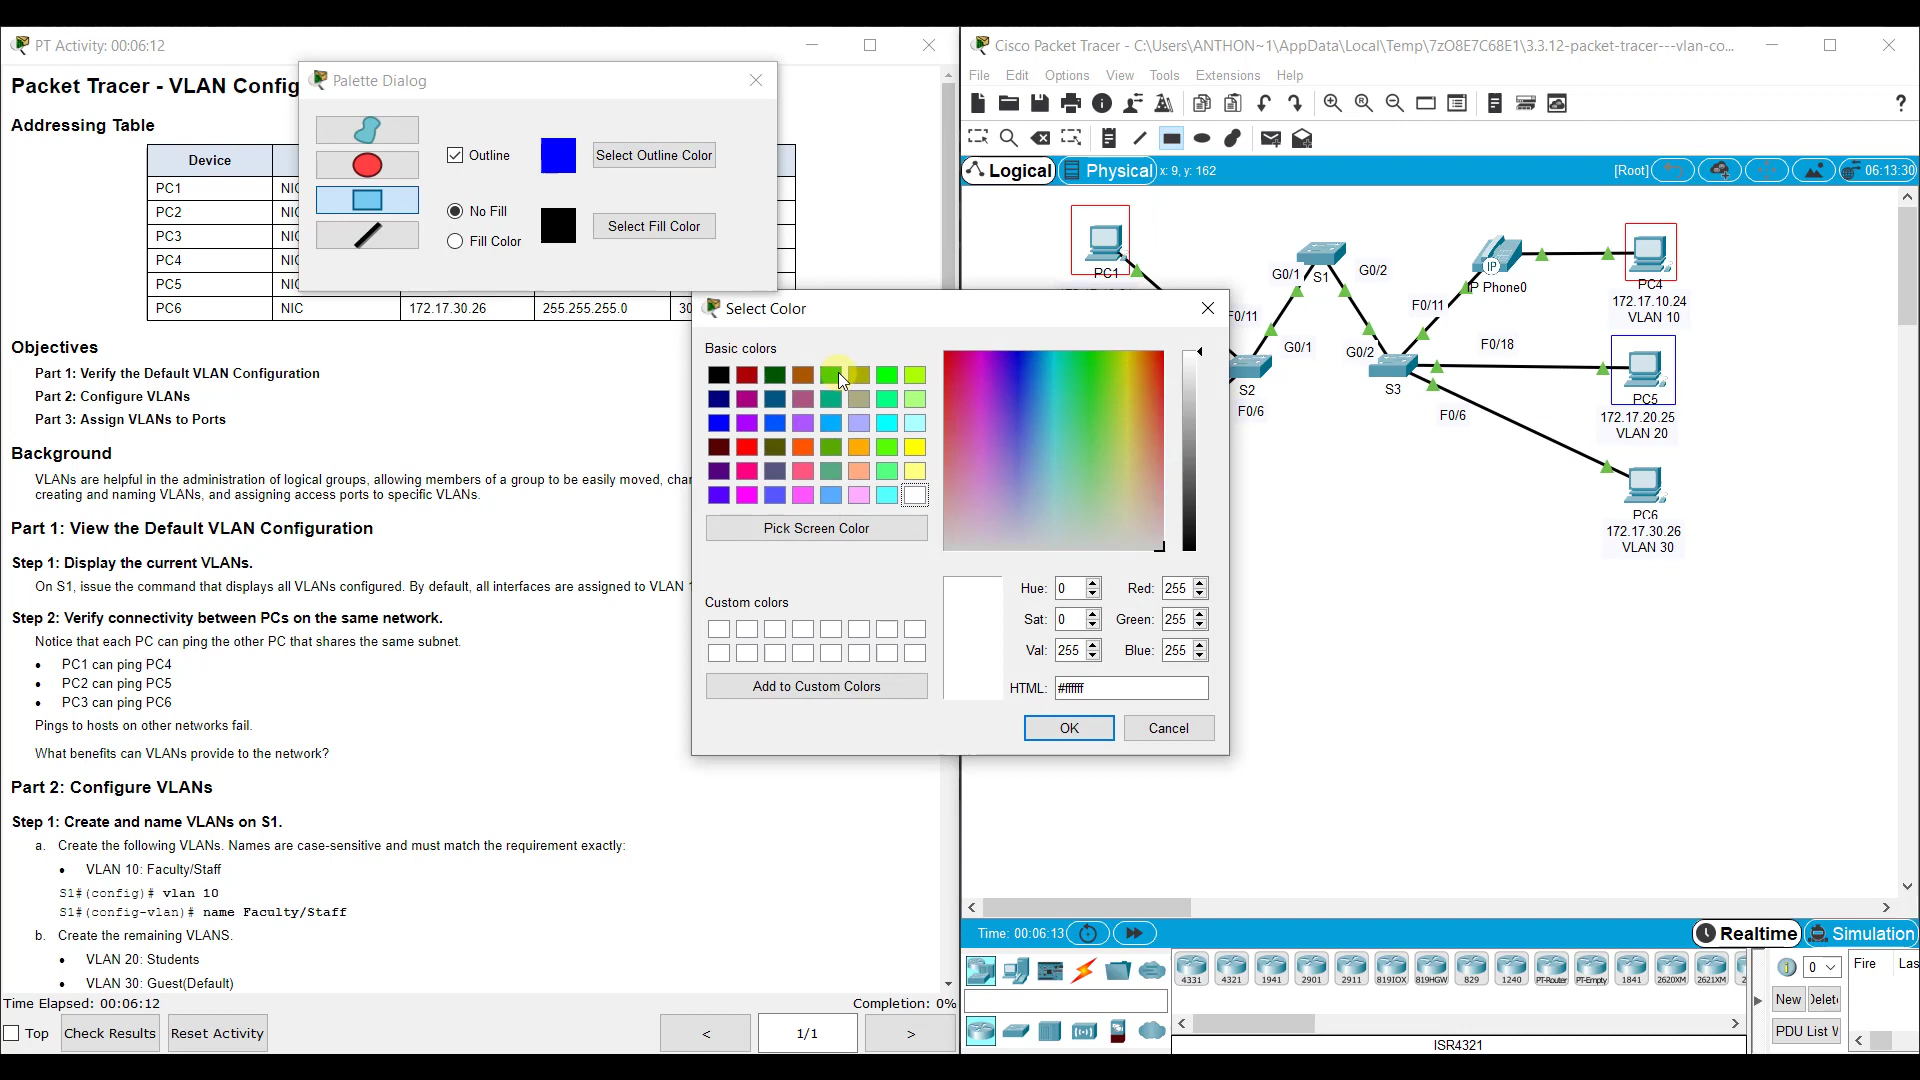 PT Activity: 00:06:12
Packet Tracer - VLAN Config
Addressing Table
Device
PC1 NIC
PC2 NIC
PC3 NIC
PC4 NIC
PC5 NIC
PC6 NIC 172.17.30.26 255.255.255.0 30
Objectives
Part 1: Verify the Default VLAN Configuration
Part 2: Configure VLANs
Part 3: Assign VLANs to Ports
Background
VLANs are helpful in the administration of logical groups, allowing members of a group to be easily moved, char
creating and naming VLANs, and assigning access ports to specific VLANs.
Part 1: View the Default VLAN Configuration
Step 1: Display the current VLANs.
On S1, issue the command that displays all VLANs configured. By default, all interfaces are assigned to VLAN 1
Step 2: Verify connectivity between PCs on the same network.
Notice that each PC can ping the other PC that shares the same subnet.
• PC1 can ping PC4
• PC2 can ping PC5
• PC3 can ping PC6
Pings to hosts on other networks fail.
What benefits can VLANs provide to the network?
Part 2: Configure VLANs
Step 1: Create and name VLANs on S1.
a. Create the following VLANs. Names are case-sensitive and must match the requirement exactly:
• VLAN 10: Faculty/Staff
S1#(config)# vlan 10
S1#(config-vlan)# name Faculty/Staff
b. Create the remaining VLANS.
• VLAN 20: Students
• VLAN 30: Guest(Default)
Time Elapsed: 00:06:12 Completion: 0%
Top Check Results Reset Activity < 1/1 >
Palette Dialog
Outline Select Outline Color
No Fill
Fill Color Select Fill Color
Select Color
Basic colors
Pick Screen Color
Custom colors
Add to Custom Colors
Hue: 0 Red: 255
Sat: 0 Green: 255
Val: 255 Blue: 255
HTML: #ffffff
OK Cancel
Cisco Packet Tracer - C:\Users\ANTHON~1\AppData\Local\Temp\7zO8E7C68E1\3.3.12-packet-tracer---vlan-co...
File Edit Options View Tools Extensions Help
?
Logical Physical x: 9, y: 162 [Root] 06:13:30
PC1
S1
G0/1 G0/2
IP
IP Phone0
PC4
172.17.10.24
VLAN 10
F0/11
F0/11
G0/1
G0/2
F0/18
S2
F0/6
S3
F0/6
PC5
172.17.20.25
VLAN 20
PC6
172.17.30.26
VLAN 30
Time: 00:06:13 Realtime Simulation
4331 4321 1941 2901 2911 819IOX 819HGW 829 1240 PT-Router PT-Empty 1841 2620XM 2621XM 2
0 Fire Las
New
PDU List W
ISR4321